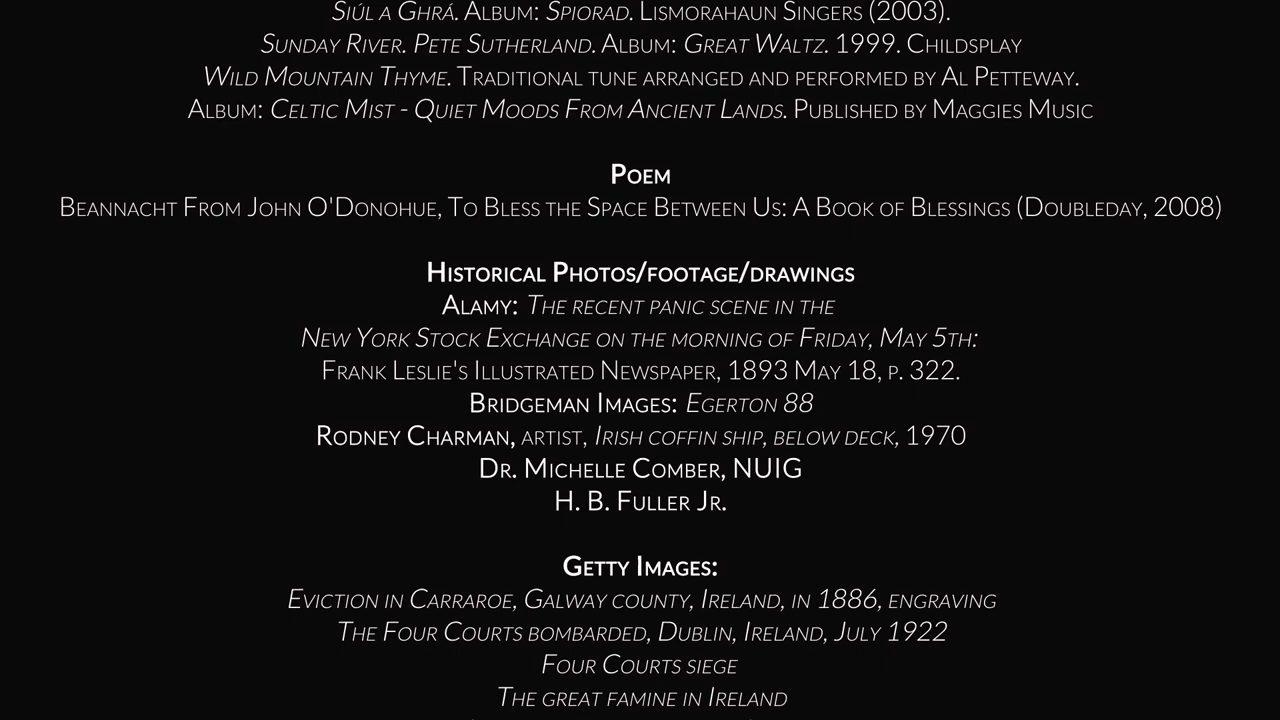 Siúl a Ghrá. Album: Spiorad. Lismorahaun Singers (2003).
Sunday River. Pete Sutherland. Album: Great Waltz. 1999. Childsplay
Wild Mountain Thyme. Traditional tune arranged and performed by Al Petteway.
Album: Celtic Mist - Quiet Moods From Ancient Lands. Published by Maggies Music
Poem
Beannacht From John O'Donohue, To Bless the Space Between Us: A Book of Blessings (Doubleday, 2008)
Historical Photos/footage/drawings
Alamy: The recent panic scene in the
New York Stock Exchange on the morning of Friday, May 5th:
Frank Leslie's Illustrated Newspaper, 1893 May 18, p. 322.
Bridgeman Images: Egerton 88
Rodney Charman, artist, Irish coffin ship, below deck, 1970
Dr. Michelle Comber, NUIG
H. B. Fuller Jr.
Getty Images:
Eviction in Carraroe, Galway county, Ireland, in 1886, engraving
The Four Courts bombarded, Dublin, Ireland, July 1922
Four Courts siege
The great famine in Ireland